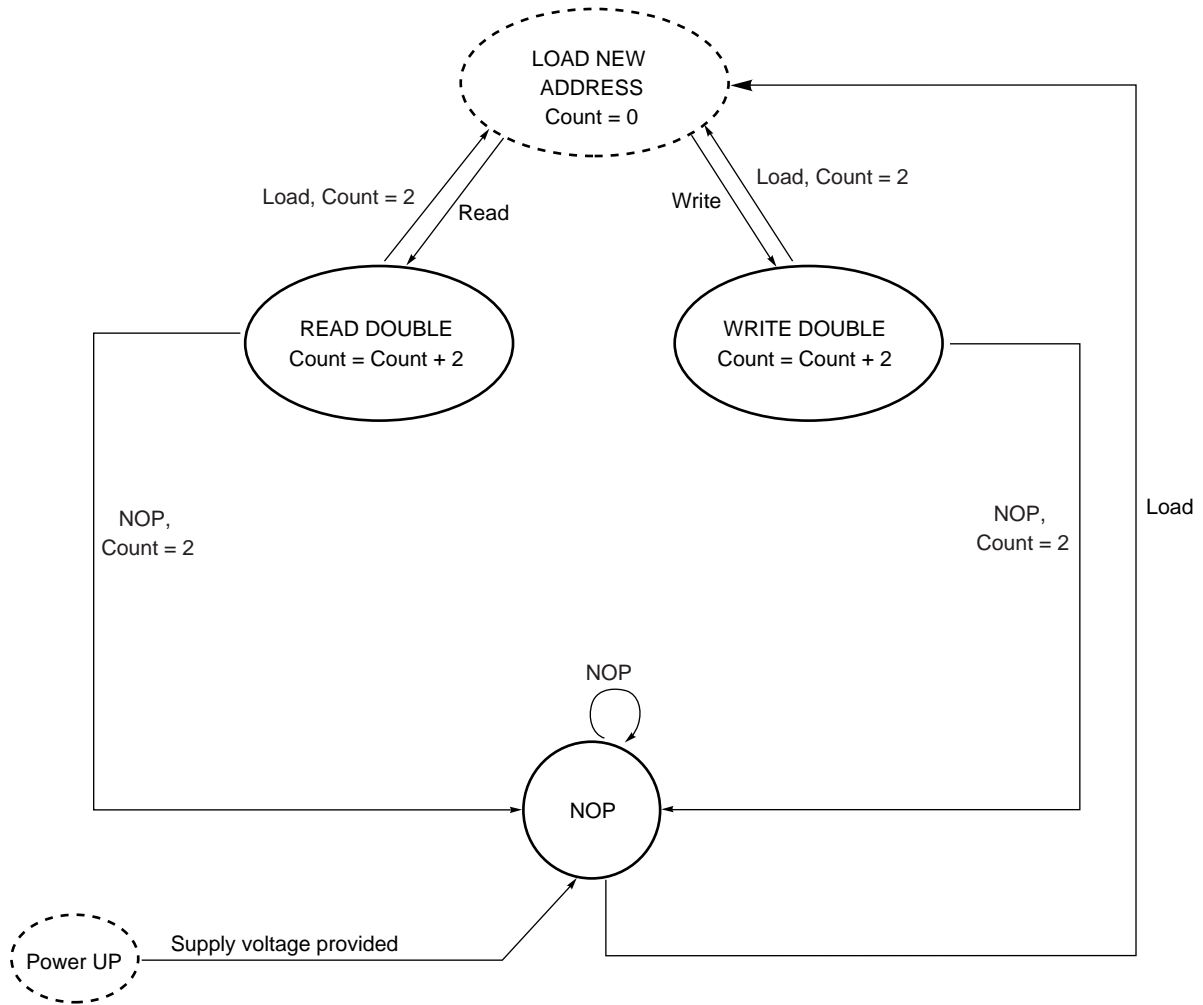 LOAD NEW
ADDRESS
Count = 0
Load, Count = 2
Read
Write
Load, Count = 2
READ DOUBLE
Count = Count + 2
WRITE DOUBLE
Count = Count + 2
NOP,
Count = 2
NOP,
Count = 2
Load
NOP
NOP
Supply voltage provided
Power UP